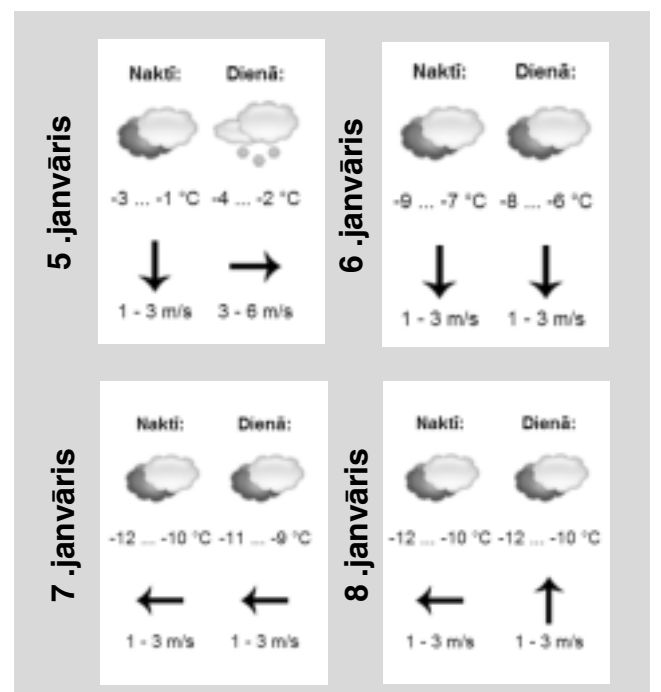 5 .janvāris
Naktī: Dienā:
-3 ... -1 °C -4 ... -2 °C
1 - 3 m/s 3 - 6 m/s
6 .janvāris
Naktī: Dienā:
-9 ... -7 °C -8 ... -6 °C
1 - 3 m/s 1 - 3 m/s
7 .janvāris
Naktī: Dienā:
-12 ... -10 °C -11 ... -9 °C
1 - 3 m/s 1 - 3 m/s
8 .janvāris
Naktī: Dienā:
-12 ... -10 °C -12 ... -10 °C
1 - 3 m/s 1 - 3 m/s